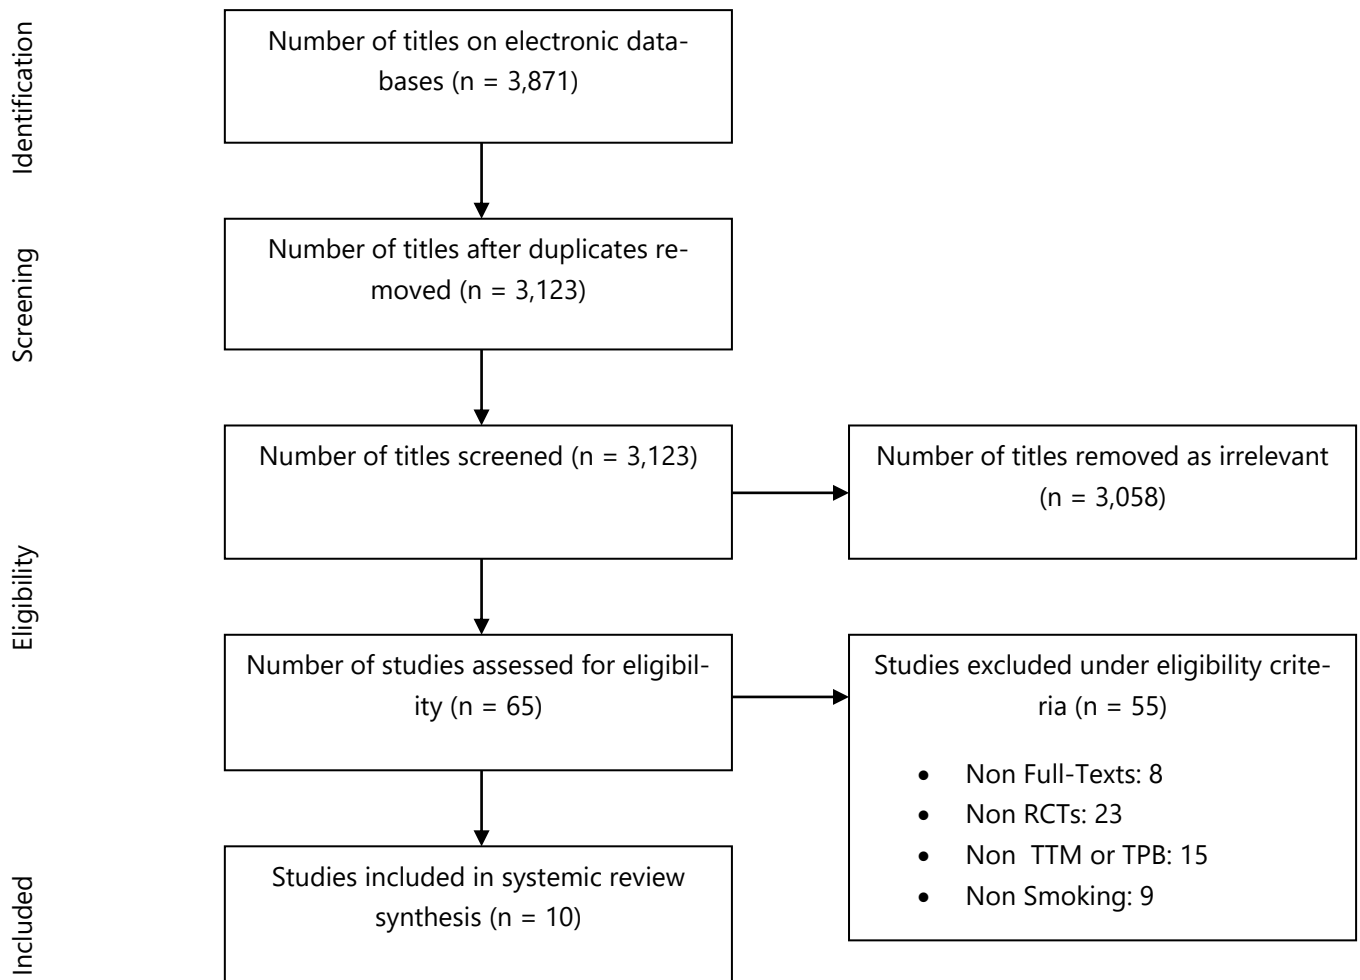 Identification
Number of titles on electronic data-
bases (n = 3,871)
Screening
Number of titles after duplicates re-
moved (n = 3,123)
Eligibility
Number of titles screened (n = 3,123)
Number of titles removed as irrelevant
(n = 3,058)
Number of studies assessed for eligibil-
ity (n = 65)
Studies excluded under eligibility crite-
ria (n = 55)
• Non Full-Texts: 8
• Non RCTs: 23
• Non  TTM or TPB: 15
• Non Smoking: 9
Included
Studies included in systemic review
synthesis (n = 10)